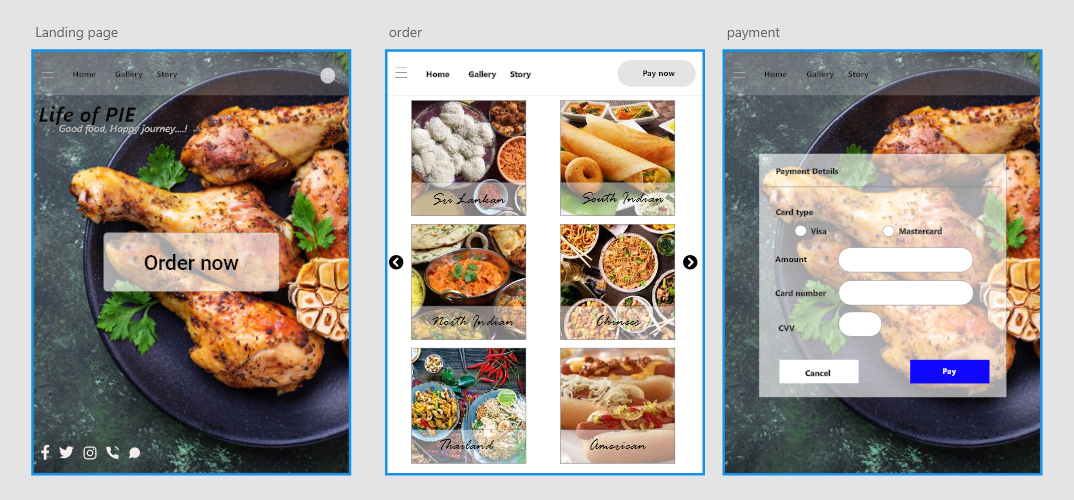 Landing page
Home Gallery Story
Life of PIE
Good food, Happy journey....!
Order now
order
Home Gallery Story Pay now
Sri Lankan
South Indian
North Indian
Chinees
Thailand
American
payment
Home Gallery Story
Payment Details
Card type
Visa Mastercard
Amount
Card number
CVV
Cancel Pay